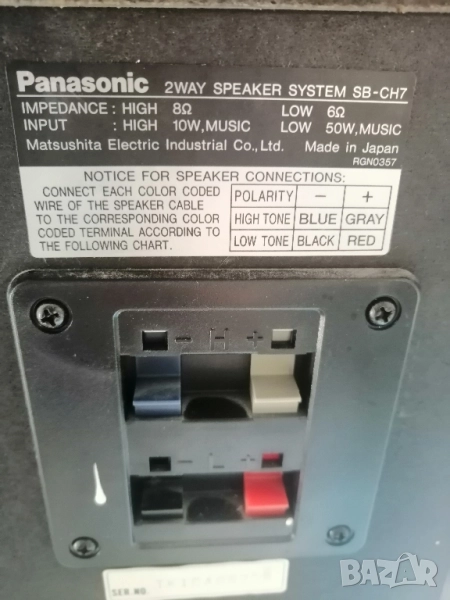 Panasonic 2WAY SPEAKER SYSTEM SB-CH7
IMPEDANCE : HIGH 8Ω LOW 6Ω
INPUT : HIGH 10W,MUSIC LOW 50W,MUSIC
Matsushita Electric Industrial Co., Ltd. Made in Japan
RGN0357
NOTICE FOR SPEAKER CONNECTIONS:
CONNECT EACH COLOR CODED
WIRE OF THE SPEAKER CABLE
TO THE CORRESPONDING COLOR
CODED TERMINAL ACCORDING TO
THE FOLLOWING CHART.
POLARITY − +
HIGH TONE BLUE GRAY
LOW TONE BLACK RED
− H +
− L +
SER.NO.
BAZAR.bg